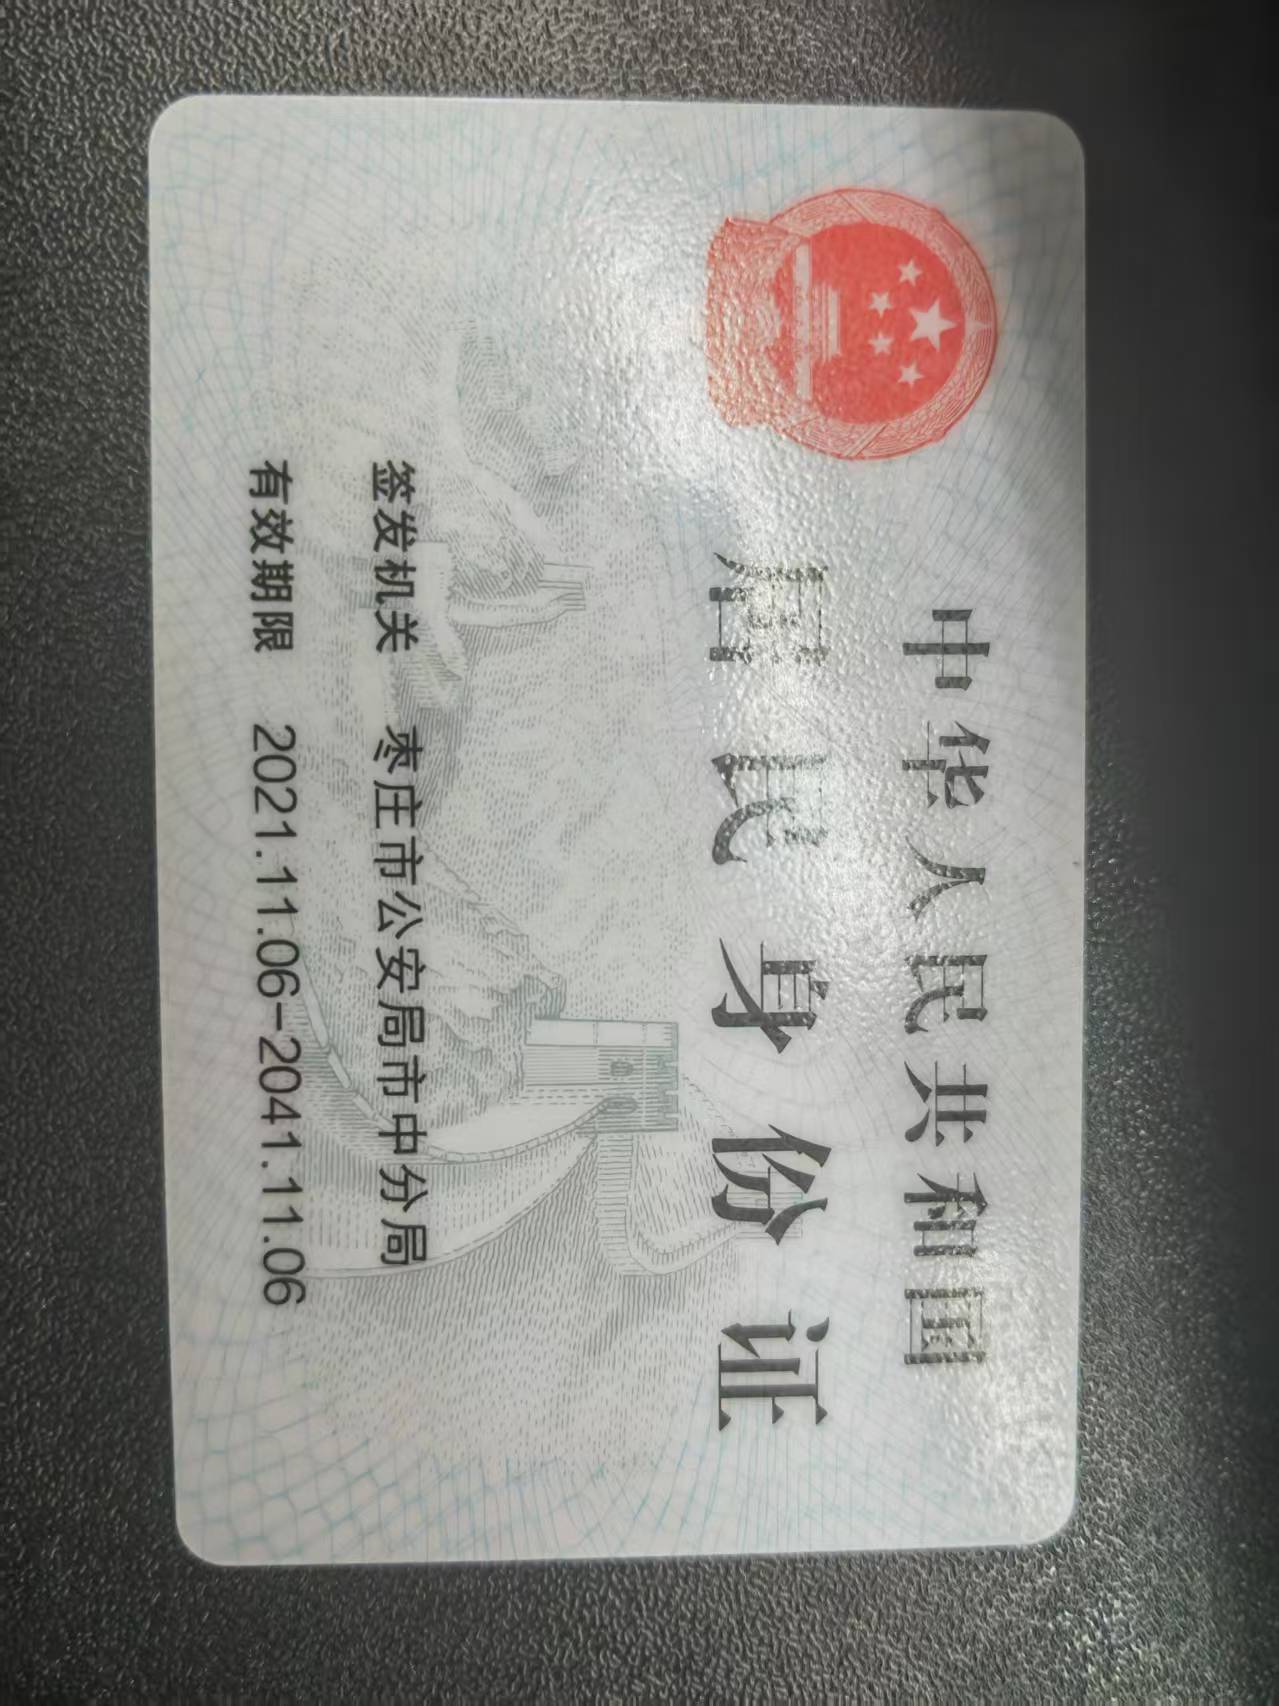 中华人民共和国
居民身份证
签发机关 枣庄市公安局市中分局
有效期限 2021.11.06-2041.11.06